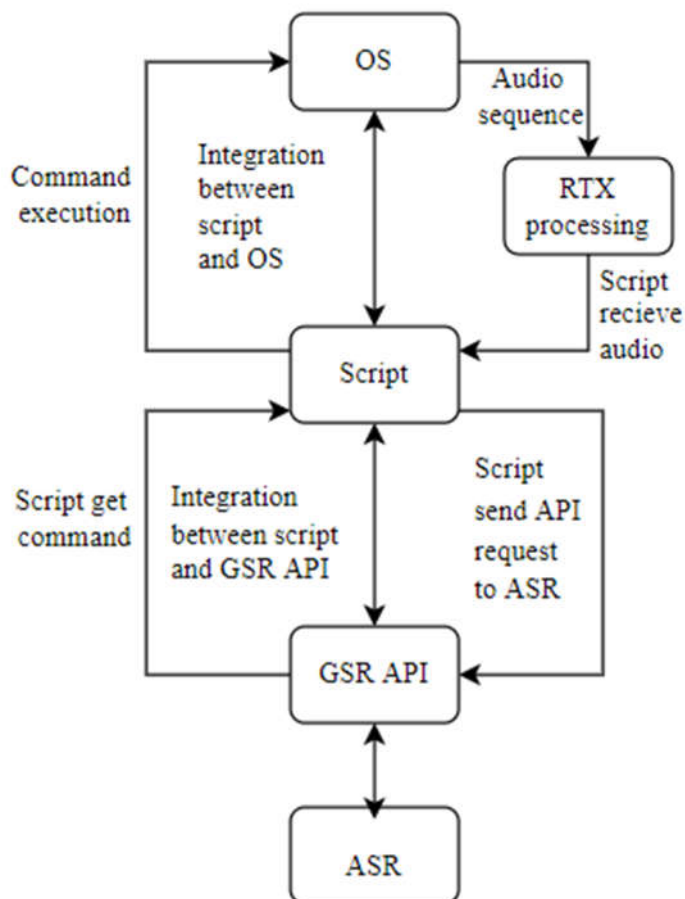 OS
Audio
sequence
Integration
between
script
and OS
Command
execution
RTX
processing
Script
recieve
audio
Script
Script get
command
Integration
between script
and GSR API
Script
send API
request
to ASR
GSR API
ASR